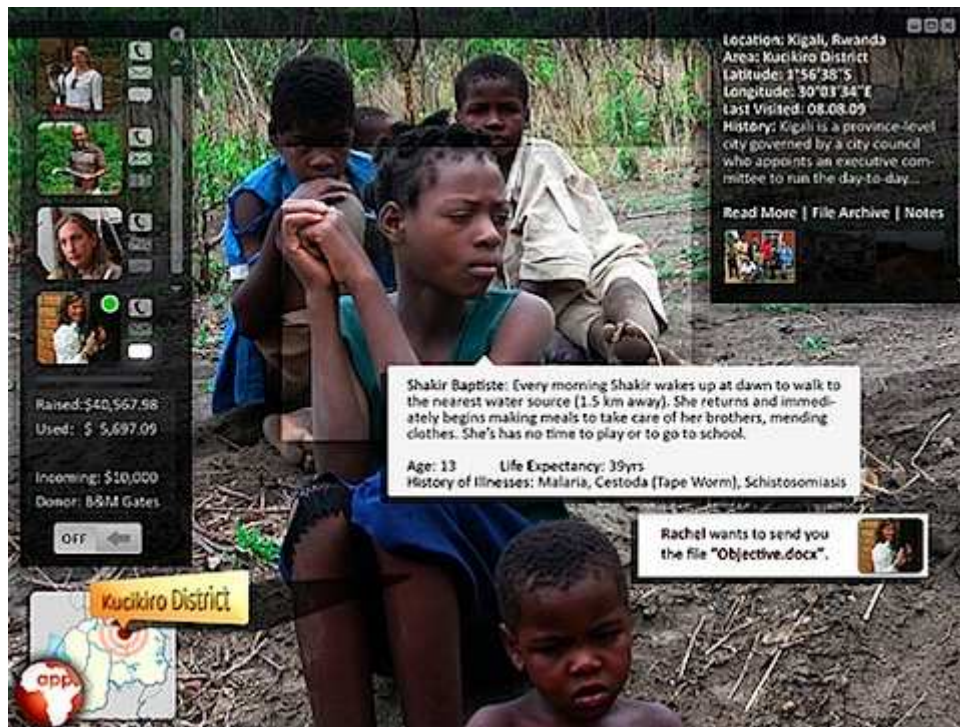 Location: Kigali, Rwanda
Area: Kucikiro District
Latitude: 1°56'38"S
Longitude: 30°03'34"E
Last Visited: 08.08.09
History: Kigali is a province-level
city governed by a city council
who appoints an executive com-
mittee to run the day-to-day...
Read More | File Archive | Notes
Raised:$40,567.98
Used: $ 5,697.09
Incoming: $10,000
Donor: B&M Gates
OFF
Shakir Baptiste: Every morning Shakir wakes up at dawn to walk to
the nearest water source (1.5 km away). She returns and immedi-
ately begins making meals to take care of her brothers, mending
clothes. She's has no time to play or to go to school.
Age: 13 Life Expectancy: 39yrs
History of Illnesses: Malaria, Cestoda (Tape Worm), Schistosomiasis
Rachel wants to send you
the file "Objective.docx".
Kucikiro District
app.